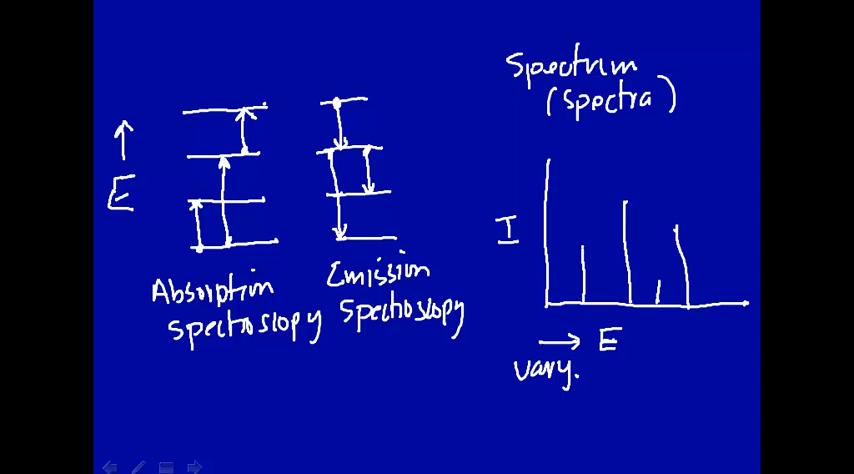 Spectrum
(spectra)
E
Absorption
spectroscopy
Emission
spectroscopy
I
E
vary.